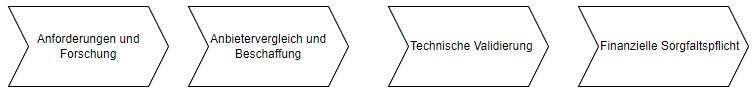 Anforderungen und
Forschung
Anbietervergleich und
Beschaffung
Technische Validierung
Finanzielle Sorgfaltspflicht